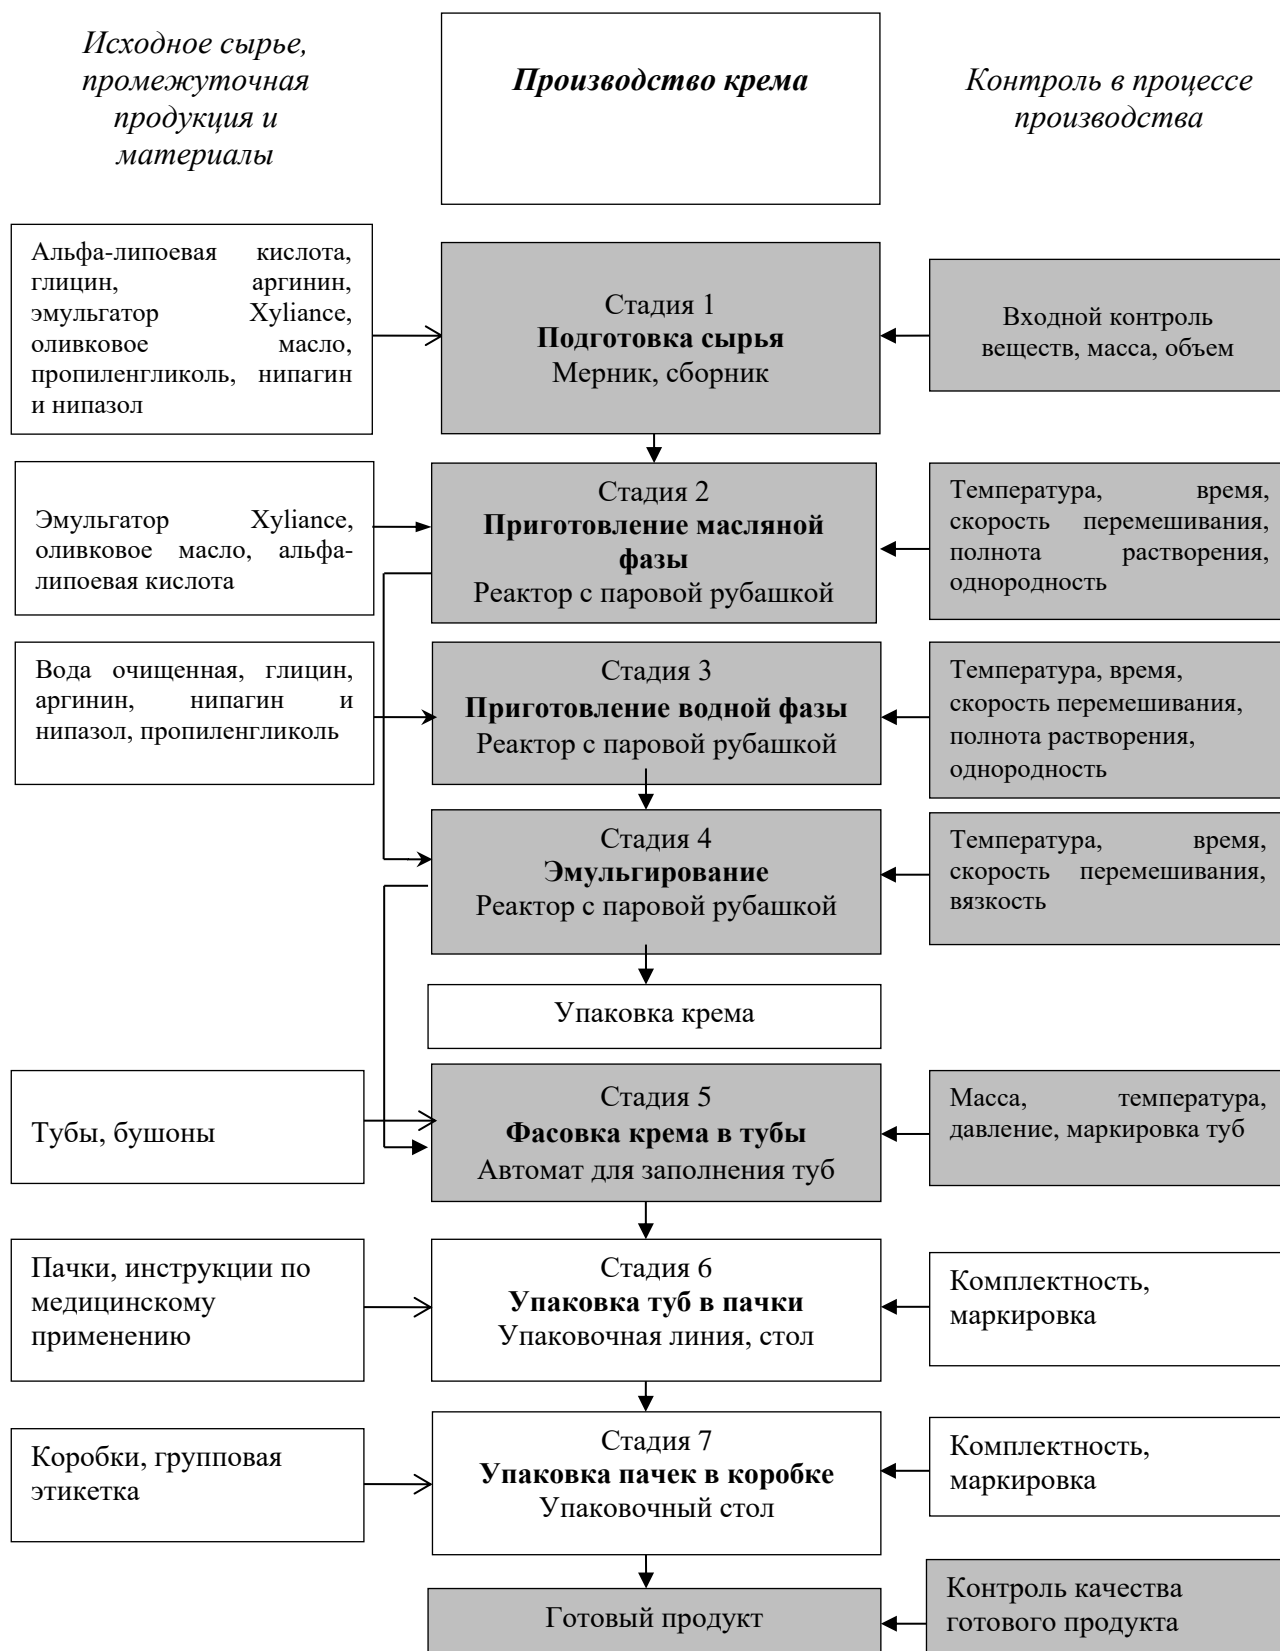 Исходное сырье,
промежуточная
продукция и
материалы
Производство крема
Контроль в процессе
производства
Альфа-липоевая кислота,
глицин, аргинин,
эмульгатор Xyliance,
оливковое масло,
пропиленгликоль, нипагин
и нипазол
Стадия 1
Подготовка сырья
Мерник, сборник
Входной контроль
веществ, масса, объем
Эмульгатор Xyliance,
оливковое масло, альфа-
липоевая кислота
Стадия 2
Приготовление масляной
фазы
Реактор с паровой рубашкой
Температура, время,
скорость перемешивания,
полнота растворения,
однородность
Вода очищенная, глицин,
аргинин, нипагин и
нипазол, пропиленгликоль
Стадия 3
Приготовление водной фазы
Реактор с паровой рубашкой
Температура, время,
скорость перемешивания,
полнота растворения,
однородность
Стадия 4
Эмульгирование
Реактор с паровой рубашкой
Температура, время,
скорость перемешивания,
вязкость
Упаковка крема
Тубы, бушоны
Стадия 5
Фасовка крема в тубы
Автомат для заполнения туб
Масса, температура,
давление, маркировка туб
Пачки, инструкции по
медицинскому
применению
Стадия 6
Упаковка туб в пачки
Упаковочная линия, стол
Комплектность,
маркировка
Коробки, групповая
этикетка
Стадия 7
Упаковка пачек в коробке
Упаковочный стол
Комплектность,
маркировка
Готовый продукт
Контроль качества
готового продукта